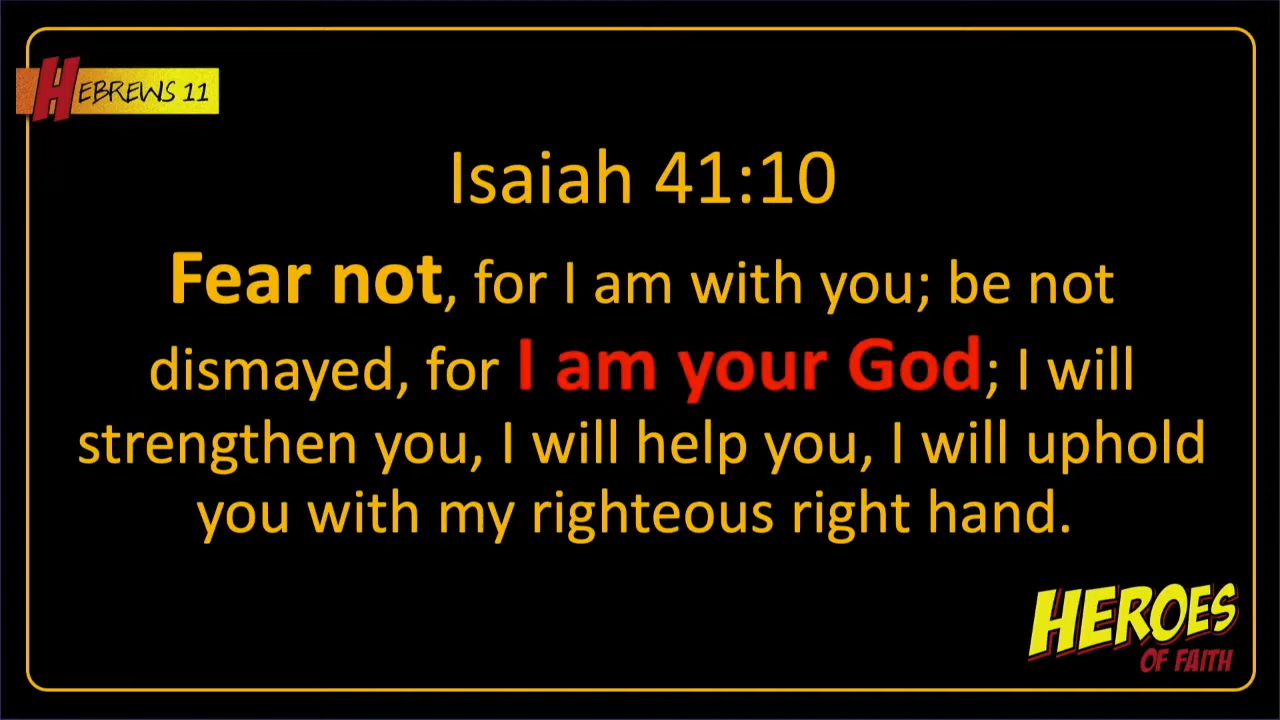 HEBREWS 11
Isaiah 41:10
Fear not, for I am with you; be not
dismayed, for I am your God; I will
strengthen you, I will help you, I will uphold
you with my righteous right hand.
HEROES
OF FAITH